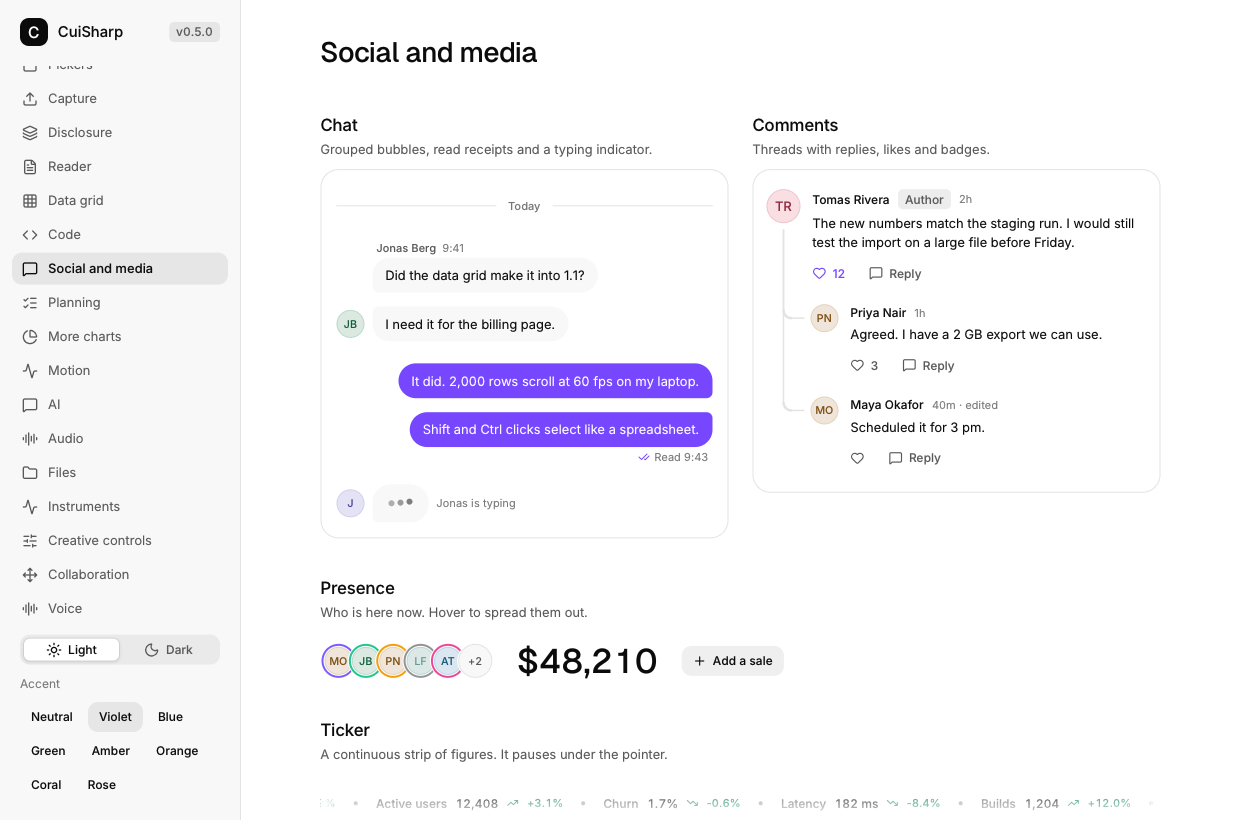 C CuiSharp v0.5.0
Pickers
Capture
Disclosure
Reader
Data grid
Code
Social and media
Planning
More charts
Motion
AI
Audio
Files
Instruments
Creative controls
Collaboration
Voice
Light Dark
Accent
Neutral Violet Blue
Green Amber Orange
Coral Rose
Social and media
Chat
Grouped bubbles, read receipts and a typing indicator.
Today
Jonas Berg 9:41
Did the data grid make it into 1.1?
JB I need it for the billing page.
It did. 2,000 rows scroll at 60 fps on my laptop.
Shift and Ctrl clicks select like a spreadsheet.
Read 9:43
J Jonas is typing
Comments
Threads with replies, likes and badges.
TR Tomas Rivera Author 2h
The new numbers match the staging run. I would still
test the import on a large file before Friday.
12 Reply
PN Priya Nair 1h
Agreed. I have a 2 GB export we can use.
3 Reply
MO Maya Okafor 40m · edited
Scheduled it for 3 pm.
Reply
Presence
Who is here now. Hover to spread them out.
MO JB PN LF AT +2 $48,210 + Add a sale
Ticker
A continuous strip of figures. It pauses under the pointer.
% • Active users 12,408 +3.1% • Churn 1.7% -0.6% • Latency 182 ms -8.4% • Builds 1,204 +12.0% •